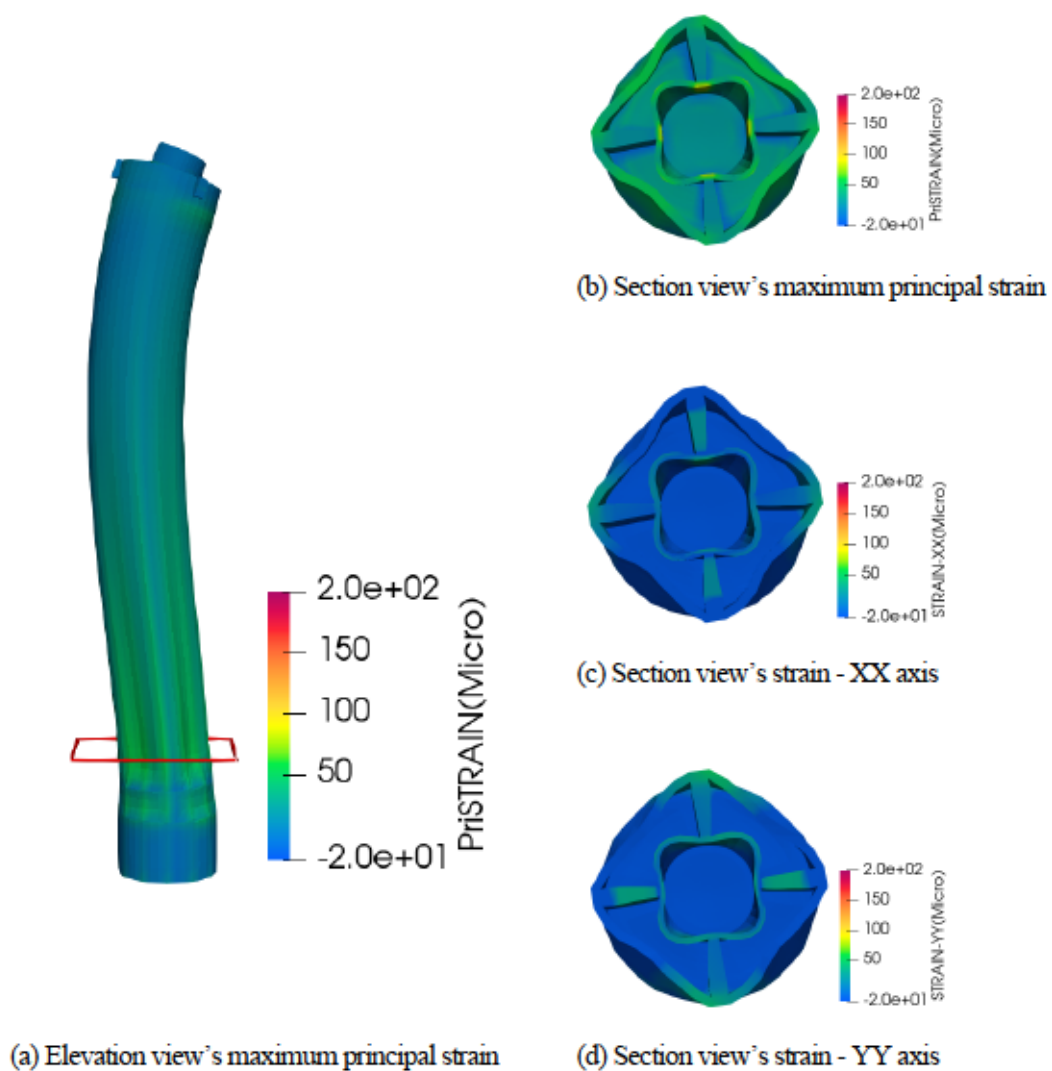 2.0e+02
150
100
50
-2.0e+01
PriSTRAIN(Micro)
(a) Elevation view's maximum principal strain
2.0e+02
150
100
50
-2.0e+01
PriSTRAIN(Micro)
(b) Section view's maximum principal strain
2.0e+02
150
100
50
-2.0e+01
STRAIN-XX(Micro)
(c) Section view's strain - XX axis
2.0e+02
150
100
50
-2.0e+01
STRAIN-YY(Micro)
(d) Section view's strain - YY axis